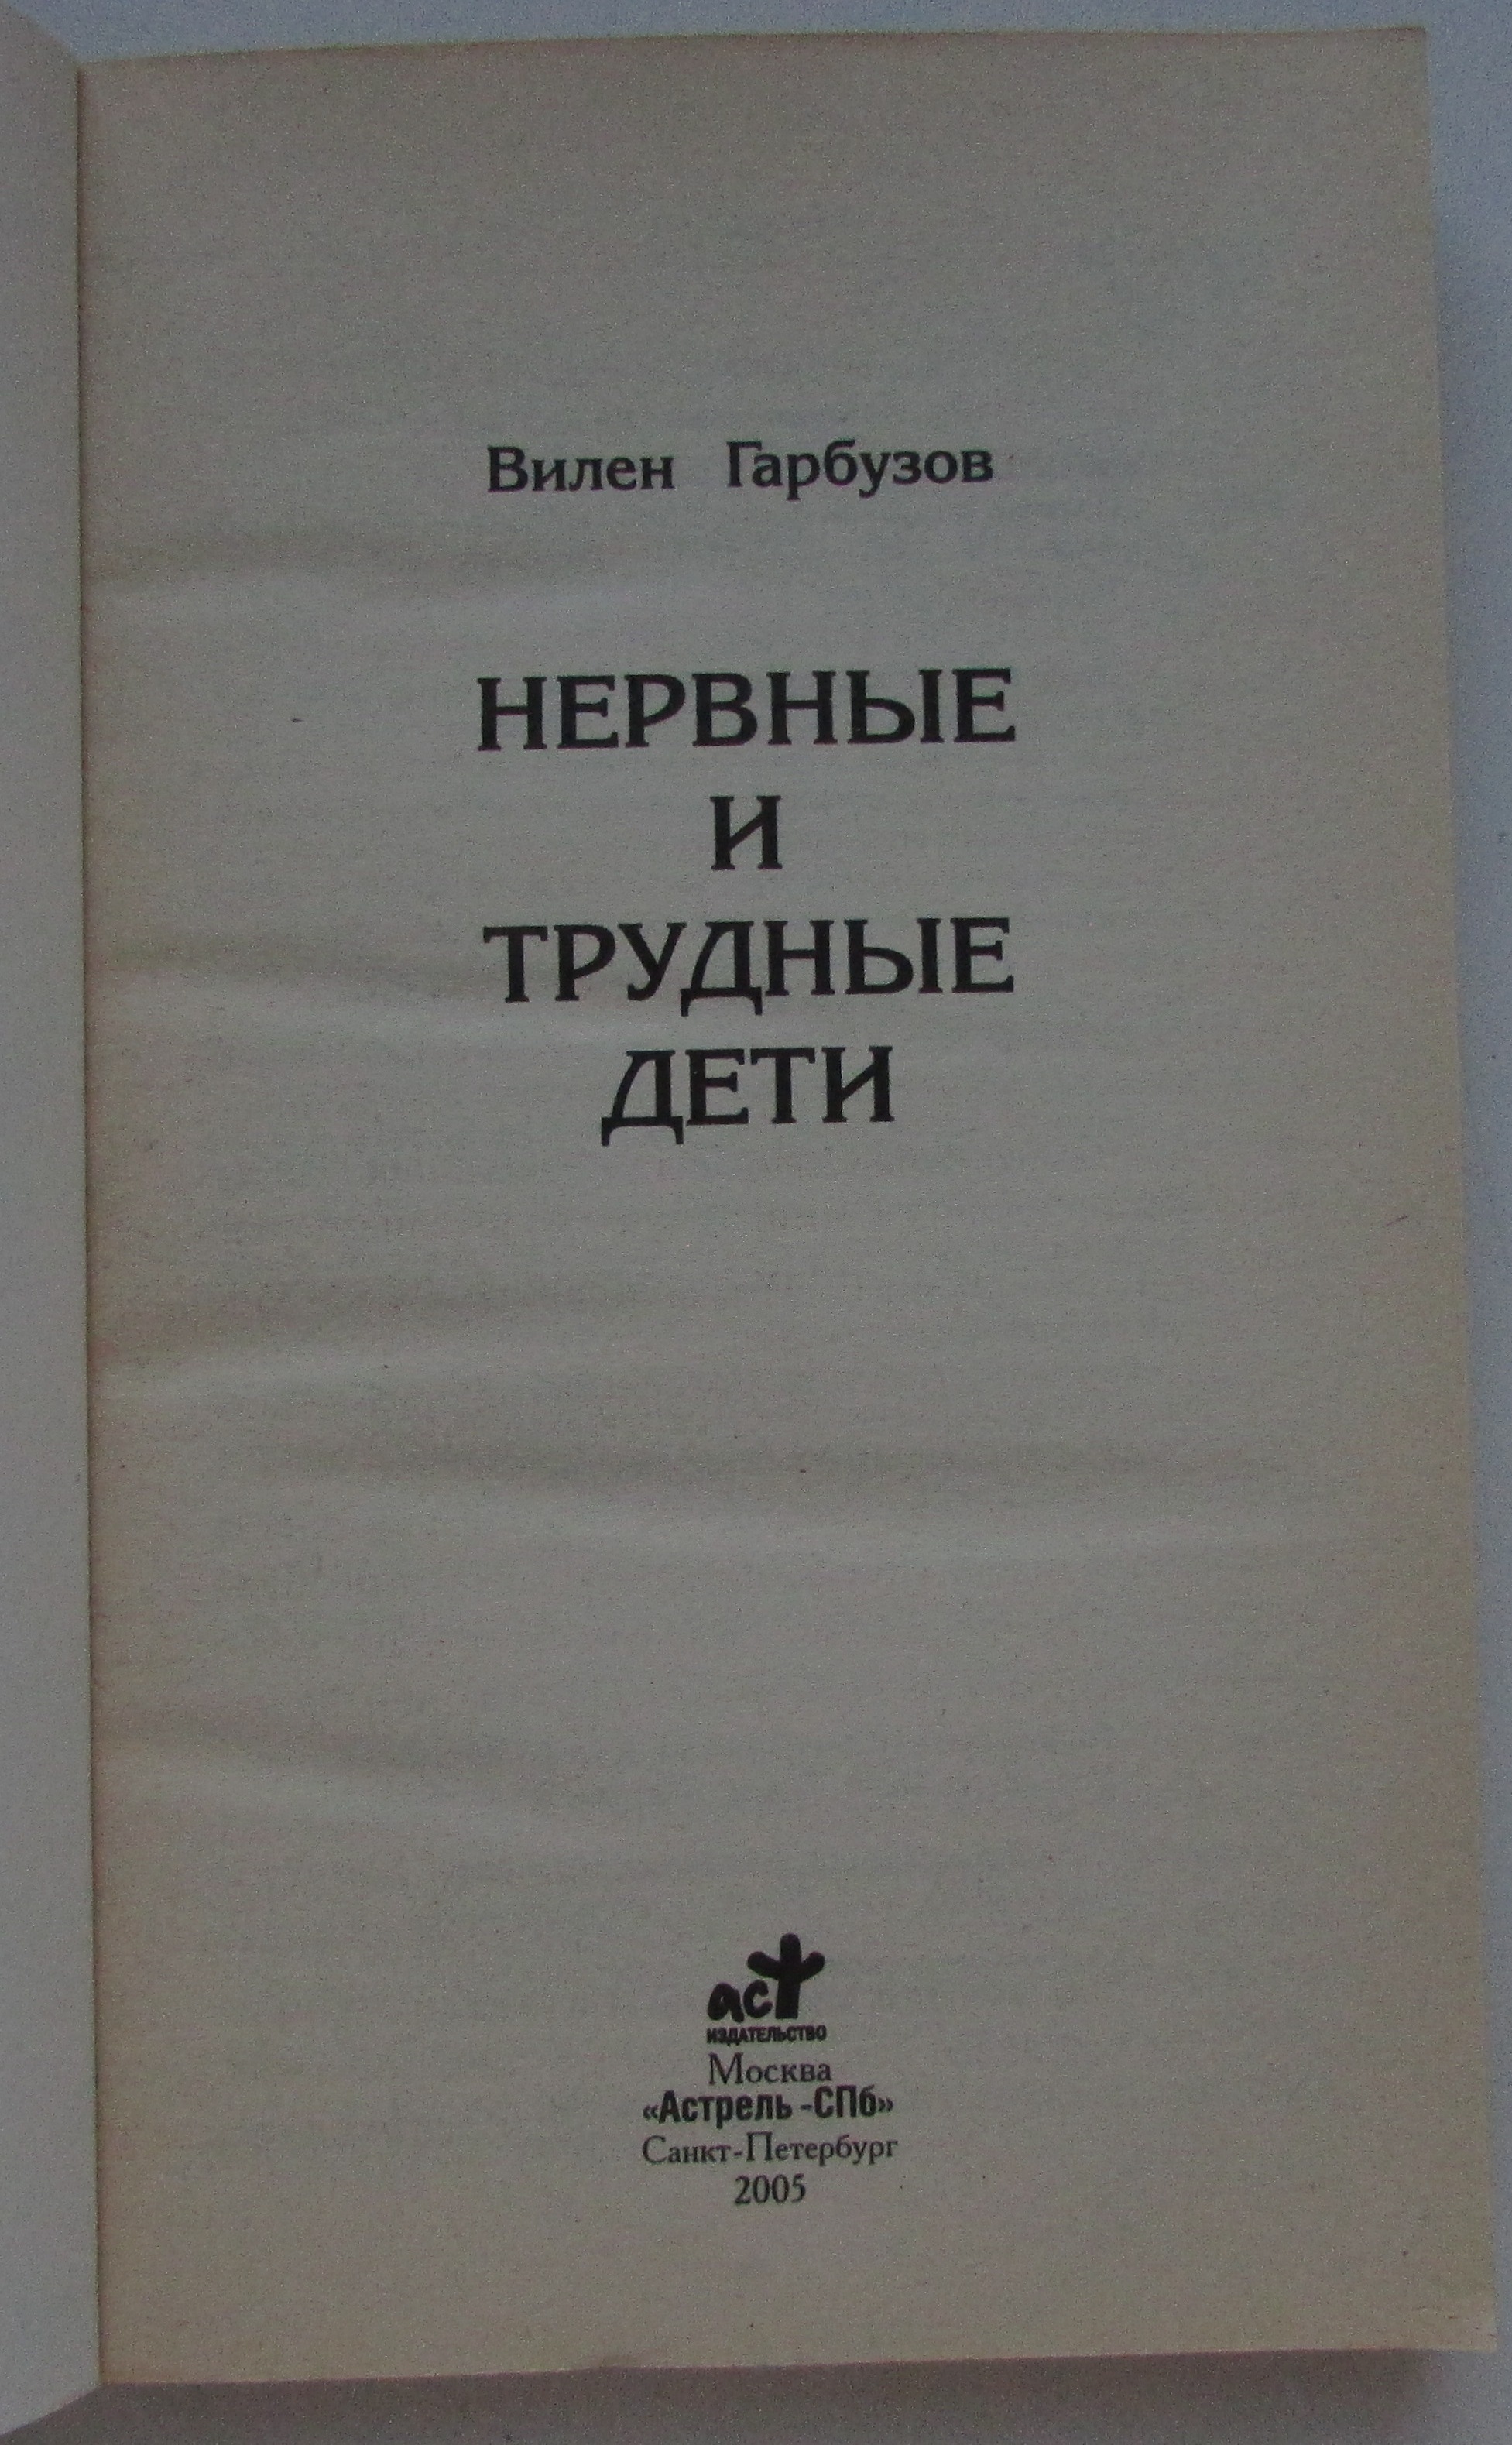 Вилен Гарбузов
НЕРВНЫЕ
И
ТРУДНЫЕ
ДЕТИ
аст
ИЗДАТЕЛЬСТВО
Москва
«Астрель-СПб»
Санкт-Петербург
2005